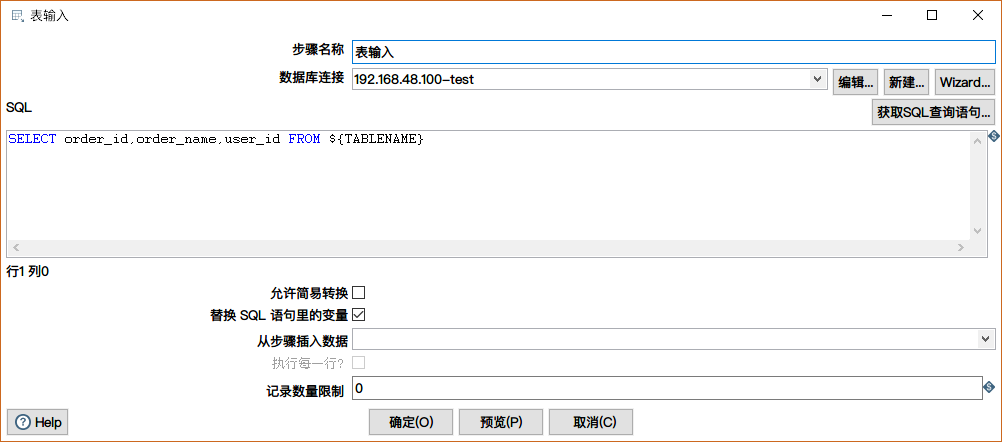 表输入
步骤名称 表输入
数据库连接 192.168.48.100-test 编辑... 新建... Wizard...
SQL 获取SQL查询语句...
SELECT order_id,order_name,user_id FROM ${TABLENAME}
行1 列0
允许简易转换
替换 SQL 语句里的变量
从步骤插入数据
执行每一行?
记录数量限制 0
Help 确定(O) 预览(P) 取消(C)